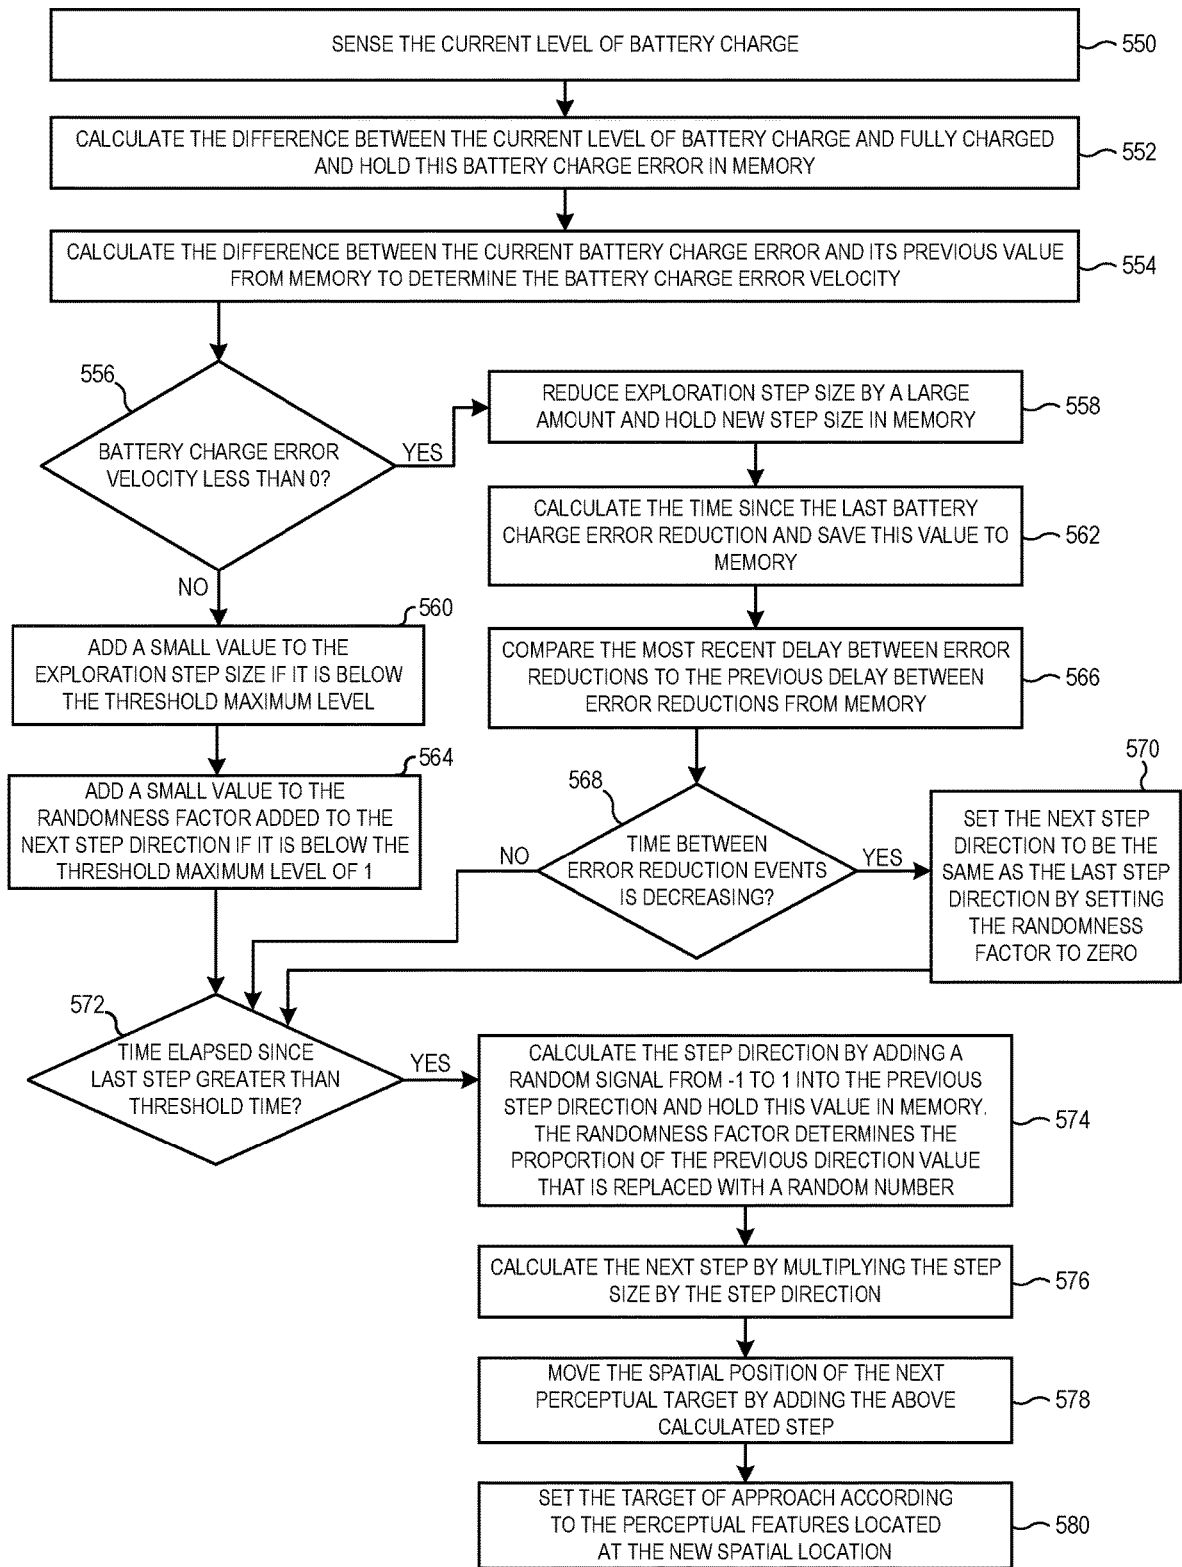 SENSE THE CURRENT LEVEL OF BATTERY CHARGE
550
CALCULATE THE DIFFERENCE BETWEEN THE CURRENT LEVEL OF BATTERY CHARGE AND FULLY CHARGED
AND HOLD THIS BATTERY CHARGE ERROR IN MEMORY
552
CALCULATE THE DIFFERENCE BETWEEN THE CURRENT BATTERY CHARGE ERROR AND ITS PREVIOUS VALUE
FROM MEMORY TO DETERMINE THE BATTERY CHARGE ERROR VELOCITY
554
556
BATTERY CHARGE ERROR
VELOCITY LESS THAN 0?
YES
NO
REDUCE EXPLORATION STEP SIZE BY A LARGE
AMOUNT AND HOLD NEW STEP SIZE IN MEMORY
558
CALCULATE THE TIME SINCE THE LAST BATTERY
CHARGE ERROR REDUCTION AND SAVE THIS VALUE TO
MEMORY
562
560
ADD A SMALL VALUE TO THE
EXPLORATION STEP SIZE IF IT IS BELOW
THE THRESHOLD MAXIMUM LEVEL
COMPARE THE MOST RECENT DELAY BETWEEN ERROR
REDUCTIONS TO THE PREVIOUS DELAY BETWEEN
ERROR REDUCTIONS FROM MEMORY
566
564
ADD A SMALL VALUE TO THE
RANDOMNESS FACTOR ADDED TO THE
NEXT STEP DIRECTION IF IT IS BELOW THE
THRESHOLD MAXIMUM LEVEL OF 1
568
TIME BETWEEN
ERROR REDUCTION EVENTS
IS DECREASING?
NO
YES
570
SET THE NEXT STEP
DIRECTION TO BE THE
SAME AS THE LAST STEP
DIRECTION BY SETTING
THE RANDOMNESS
FACTOR TO ZERO
572
TIME ELAPSED SINCE
LAST STEP GREATER THAN
THRESHOLD TIME?
YES
CALCULATE THE STEP DIRECTION BY ADDING A
RANDOM SIGNAL FROM -1 TO 1 INTO THE PREVIOUS
STEP DIRECTION AND HOLD THIS VALUE IN MEMORY.
THE RANDOMNESS FACTOR DETERMINES THE
PROPORTION OF THE PREVIOUS DIRECTION VALUE
THAT IS REPLACED WITH A RANDOM NUMBER
574
CALCULATE THE NEXT STEP BY MULTIPLYING THE STEP
SIZE BY THE STEP DIRECTION
576
MOVE THE SPATIAL POSITION OF THE NEXT
PERCEPTUAL TARGET BY ADDING THE ABOVE
CALCULATED STEP
578
SET THE TARGET OF APPROACH ACCORDING
TO THE PERCEPTUAL FEATURES LOCATED
AT THE NEW SPATIAL LOCATION
580